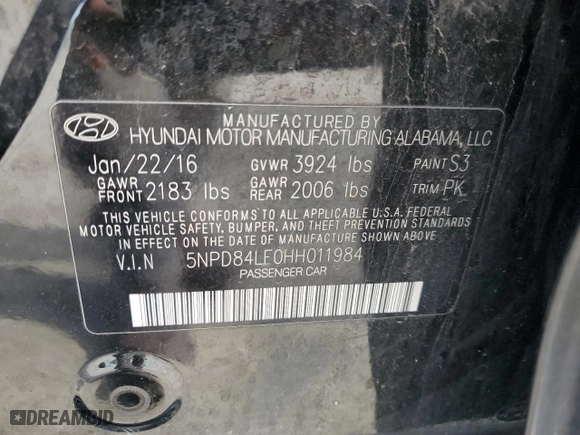 MANUFACTURED BY
HYUNDAI MOTOR MANUFACTURING ALABAMA, LLC
Jan/22/16 GVWR 3924 lbs PAINT S3
GAWR FRONT 2183 lbs GAWR REAR 2006 lbs TRIM PK
THIS VEHICLE CONFORMS TO ALL APPLICABLE U.S.A. FEDERAL
MOTOR VEHICLE SAFETY, BUMPER, AND THEFT PREVENTION STANDARDS
IN EFFECT ON THE DATE OF MANUFACTURE SHOWN ABOVE.
V.I.N 5NPD84LF0HH011984
PASSENGER CAR
DREAMBID